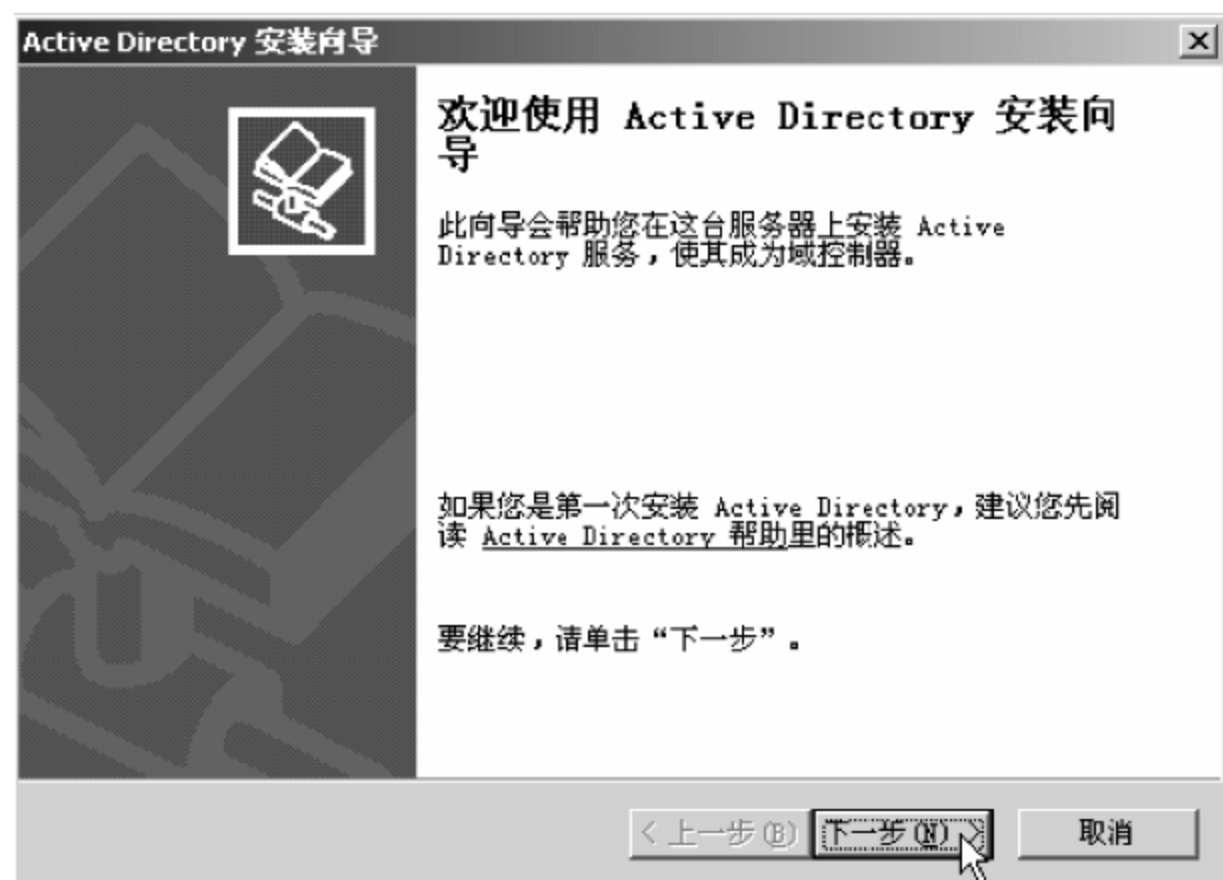 Active Directory 安装向导
欢迎使用 Active Directory 安装向
导
此向导会帮助您在这台服务器上安装 Active
Directory 服务，使其成为域控制器。
如果您是第一次安装 Active Directory，建议您先阅
读 Active Directory 帮助里的概述。
要继续，请单击“下一步”。
< 上一步(B) 下一步(N) > 取消